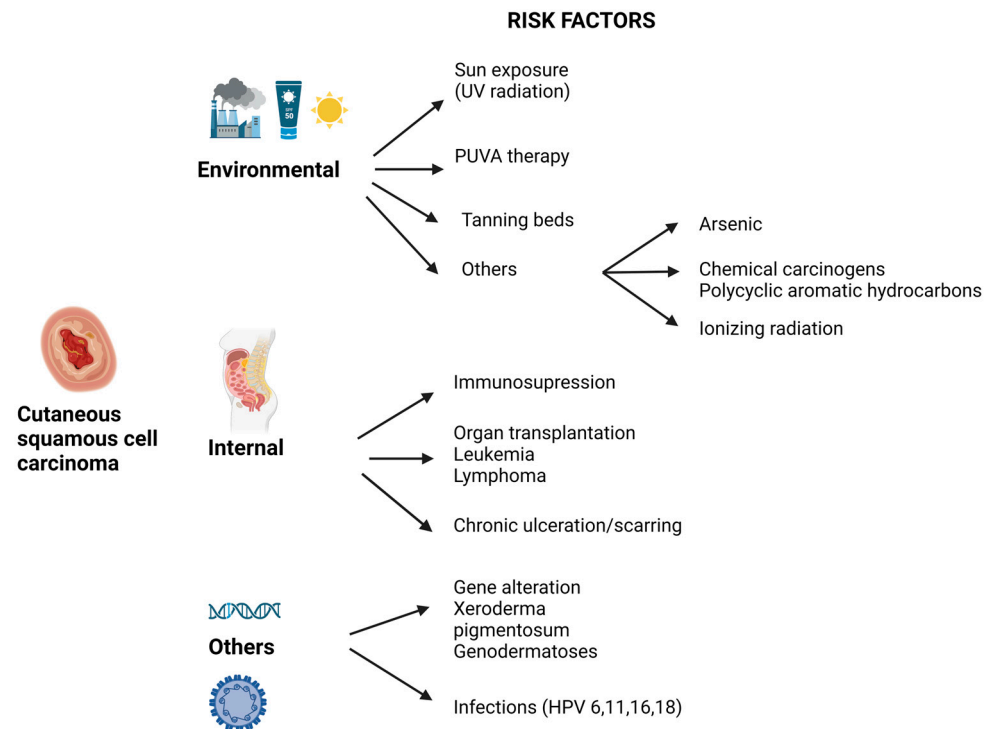 RISK FACTORS
SPF
50
Environmental
Sun exposure
(UV radiation)
PUVA therapy
Tanning beds
Others
Arsenic
Chemical carcinogens
Polycyclic aromatic hydrocarbons
Ionizing radiation
Cutaneous
squamous cell
carcinoma
Internal
Immunosupression
Organ transplantation
Leukemia
Lymphoma
Chronic ulceration/scarring
Others
Gene alteration
Xeroderma
pigmentosum
Genodermatoses
Infections (HPV 6,11,16,18)